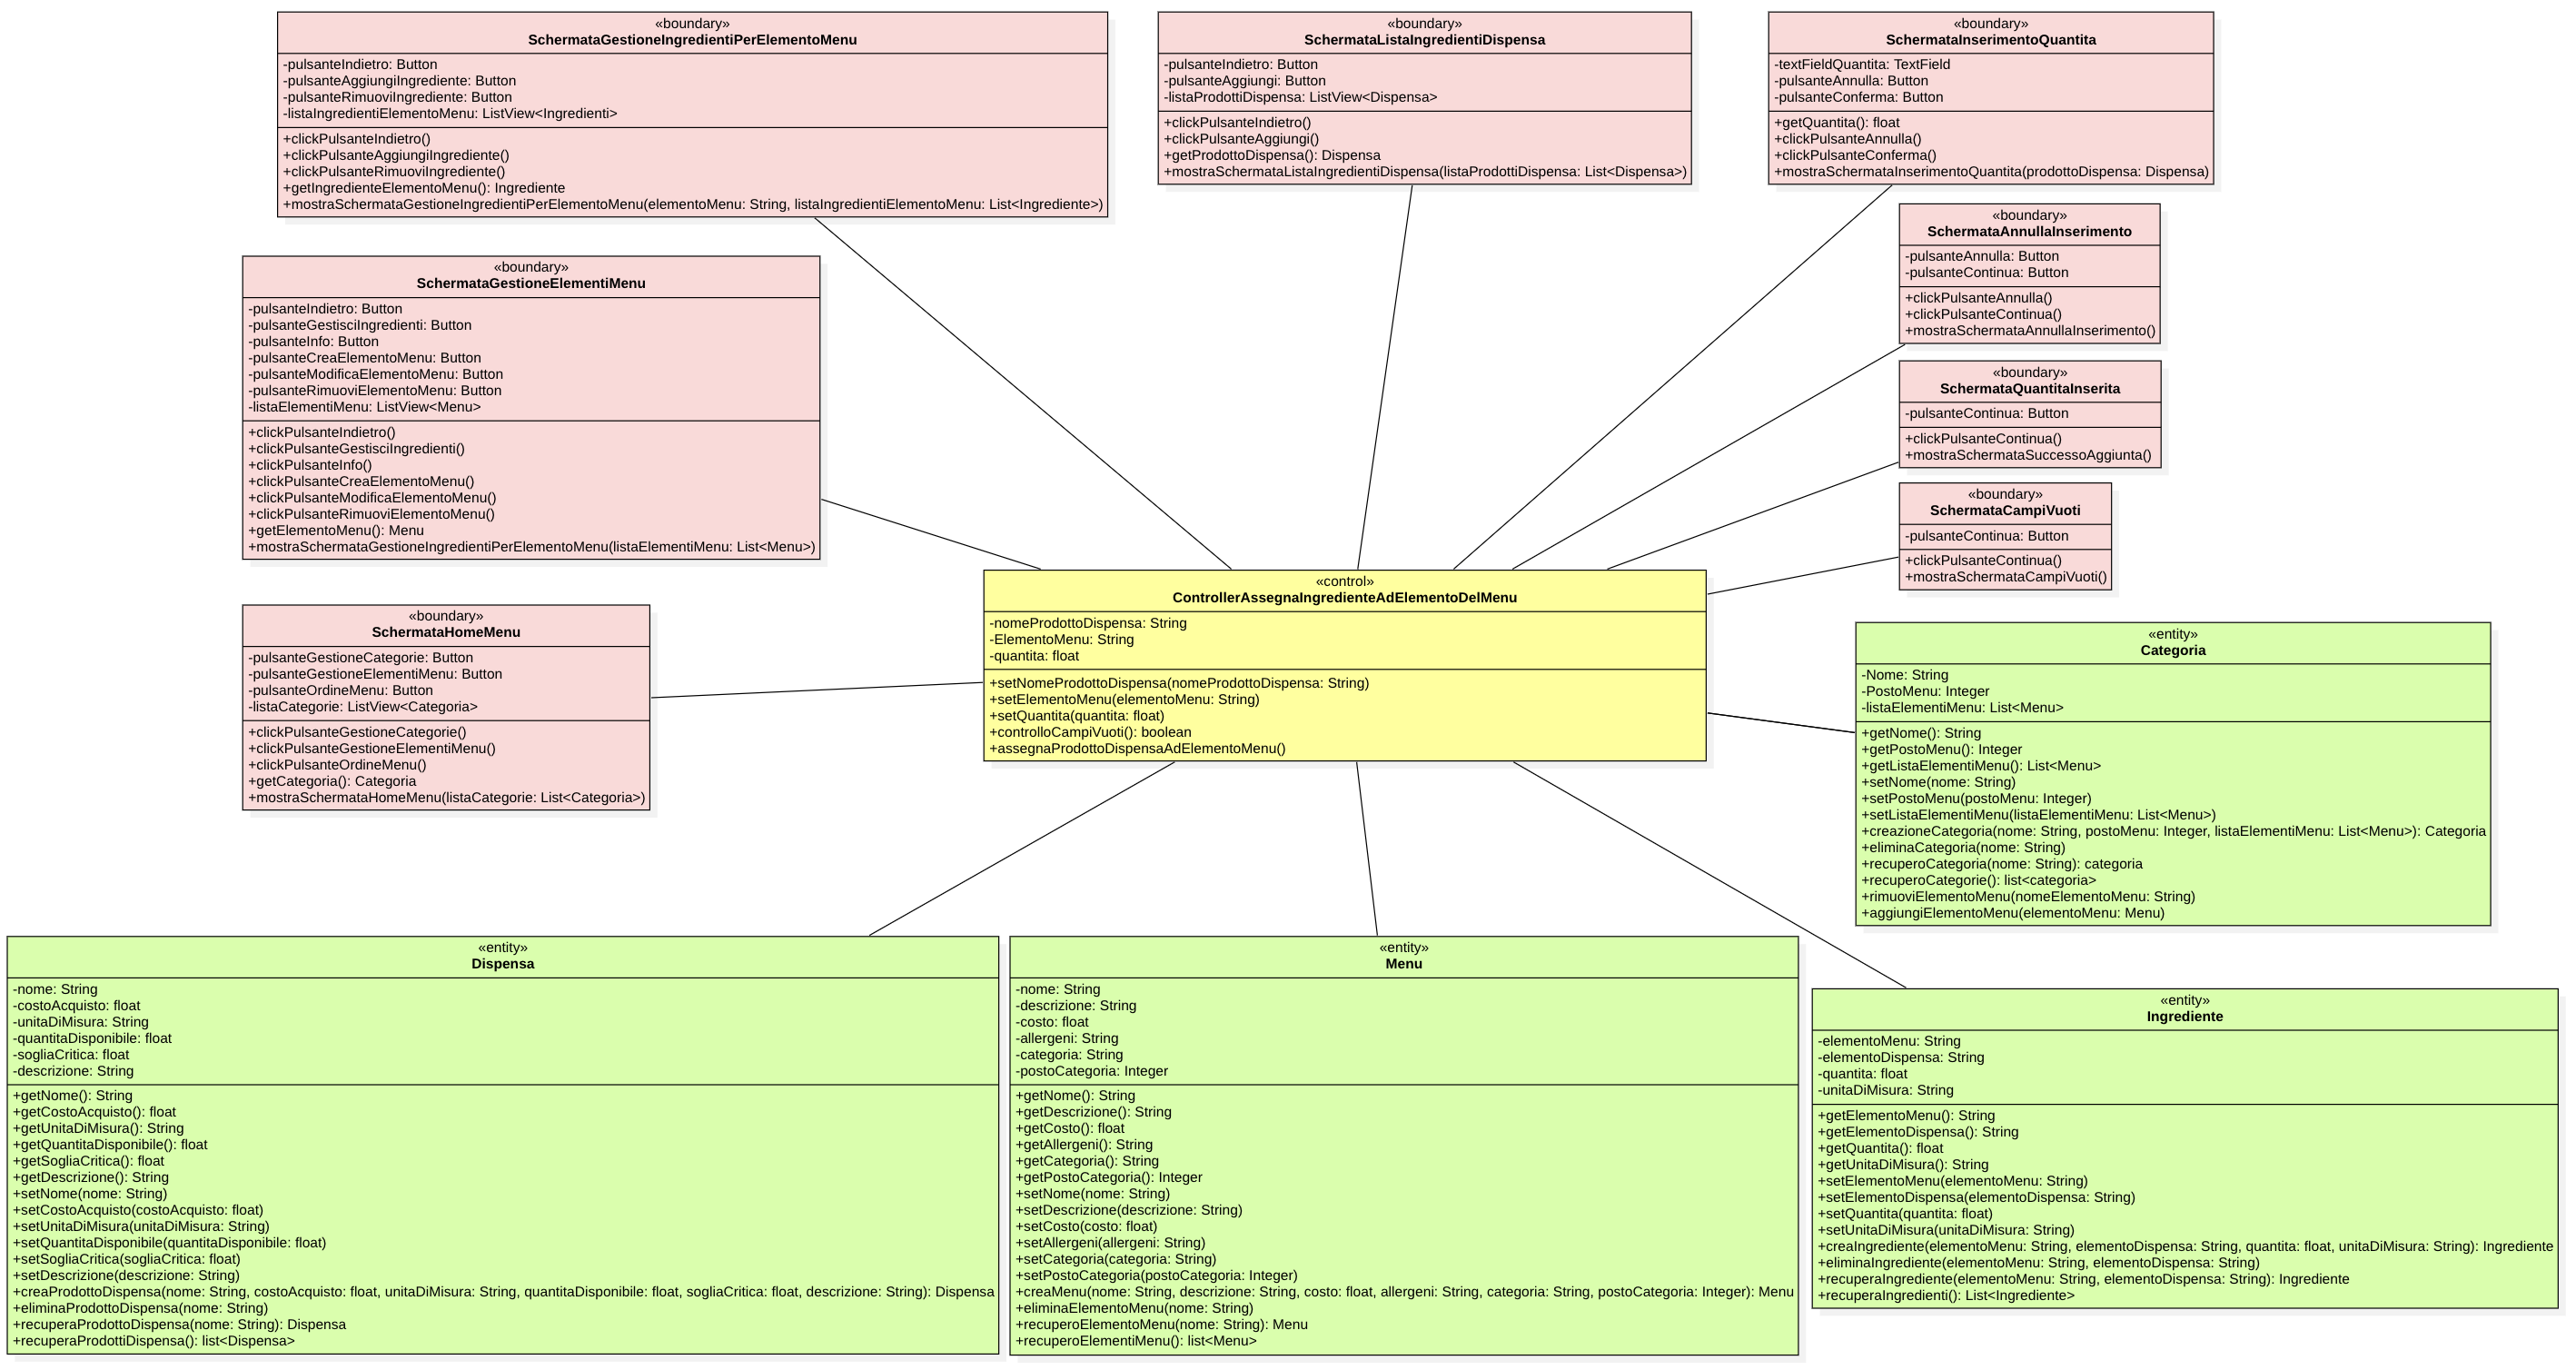 «boundary»
SchermataGestioneIngredientiPerElementoMenu
-pulsanteIndietro: Button
-pulsanteAggiungiIngrediente: Button
-pulsanteRimuoviIngrediente: Button
-listaIngredientiElementoMenu: ListView<Ingredienti>
+clickPulsanteIndietro()
+clickPulsanteAggiungiIngrediente()
+clickPulsanteRimuoviIngrediente()
+getIngredienteElementoMenu(): Ingrediente
+mostraSchermataGestioneIngredientiPerElementoMenu(elementoMenu: String, listaIngredientiElementoMenu: List<Ingrediente>)
«boundary»
SchermataListaIngredientiDispensa
-pulsanteIndietro: Button
-pulsanteAggiungi: Button
-listaProdottiDispensa: ListView<Dispensa>
+clickPulsanteIndietro()
+clickPulsanteAggiungi()
+getProdottoDispensa(): Dispensa
+mostraSchermataListaIngredientiDispensa(listaProdottiDispensa: List<Dispensa>)
«boundary»
SchermataInserimentoQuantita
-textFieldQuantita: TextField
-pulsanteAnnulla: Button
-pulsanteConferma: Button
+getQuantita(): float
+clickPulsanteAnnulla()
+clickPulsanteConferma()
+mostraSchermataInserimentoQuantita(prodottoDispensa: Dispensa)
«boundary»
SchermataAnnullaInserimento
-pulsanteAnnulla: Button
-pulsanteContinua: Button
+clickPulsanteAnnulla()
+clickPulsanteContinua()
+mostraSchermataAnnullaInserimento()
«boundary»
SchermataGestioneElementiMenu
-pulsanteIndietro: Button
-pulsanteGestisciIngredienti: Button
-pulsanteInfo: Button
-pulsanteCreaElementoMenu: Button
-pulsanteModificaElementoMenu: Button
-pulsanteRimuoviElementoMenu: Button
-listaElementiMenu: ListView<Menu>
+clickPulsanteIndietro()
+clickPulsanteGestisciIngredienti()
+clickPulsanteInfo()
+clickPulsanteCreaElementoMenu()
+clickPulsanteModificaElementoMenu()
+clickPulsanteRimuoviElementoMenu()
+getElementoMenu(): Menu
+mostraSchermataGestioneIngredientiPerElementoMenu(listaElementiMenu: List<Menu>)
«boundary»
SchermataQuantitaInserita
-pulsanteContinua: Button
+clickPulsanteContinua()
+mostraSchermataSuccessoAggiunta()
«boundary»
SchermataCampiVuoti
-pulsanteContinua: Button
+clickPulsanteContinua()
+mostraSchermataCampiVuoti()
«control»
ControllerAssegnaIngredienteAdElementoDelMenu
-nomeProdottoDispensa: String
-ElementoMenu: String
-quantita: float
+setNomeProdottoDispensa(nomeProdottoDispensa: String)
+setElementoMenu(elementoMenu: String)
+setQuantita(quantita: float)
+controlloCampiVuoti(): boolean
+assegnaProdottoDispensaAdElementoMenu()
«boundary»
SchermataHomeMenu
-pulsanteGestioneCategorie: Button
-pulsanteGestioneElementiMenu: Button
-pulsanteOrdineMenu: Button
-listaCategorie: ListView<Categoria>
+clickPulsanteGestioneCategorie()
+clickPulsanteGestioneElementiMenu()
+clickPulsanteOrdineMenu()
+getCategoria(): Categoria
+mostraSchermataHomeMenu(listaCategorie: List<Categoria>)
«entity»
Categoria
-Nome: String
-PostoMenu: Integer
-listaElementiMenu: List<Menu>
+getNome(): String
+getPostoMenu(): Integer
+getListaElementiMenu(): List<Menu>
+setNome(nome: String)
+setPostoMenu(postoMenu: Integer)
+setListaElementiMenu(listaElementiMenu: List<Menu>)
+creazioneCategoria(nome: String, postoMenu: Integer, listaElementiMenu: List<Menu>): Categoria
+eliminaCategoria(nome: String)
+recuperoCategoria(nome: String): categoria
+recuperoCategorie(): list<categoria>
+rimuoviElementoMenu(nomeElementoMenu: String)
+aggiungiElementoMenu(elementoMenu: Menu)
«entity»
Dispensa
-nome: String
-costoAcquisto: float
-unitaDiMisura: String
-quantitaDisponibile: float
-sogliaCritica: float
-descrizione: String
+getNome(): String
+getCostoAcquisto(): float
+getUnitaDiMisura(): String
+getQuantitaDisponibile(): float
+getSogliaCritica(): float
+getDescrizione(): String
+setNome(nome: String)
+setCostoAcquisto(costoAcquisto: float)
+setUnitaDiMisura(unitaDiMisura: String)
+setQuantitaDisponibile(quantitaDisponibile: float)
+setSogliaCritica(sogliaCritica: float)
+setDescrizione(descrizione: String)
+creaProdottoDispensa(nome: String, costoAcquisto: float, unitaDiMisura: String, quantitaDisponibile: float, sogliaCritica: float, descrizione: String): Dispensa
+eliminaProdottoDispensa(nome: String)
+recuperaProdottoDispensa(nome: String): Dispensa
+recuperaProdottiDispensa(): list<Dispensa>
«entity»
Menu
-nome: String
-descrizione: String
-costo: float
-allergeni: String
-categoria: String
-postoCategoria: Integer
+getNome(): String
+getDescrizione(): String
+getCosto(): float
+getAllergeni(): String
+getCategoria(): String
+getPostoCategoria(): Integer
+setNome(nome: String)
+setDescrizione(descrizione: String)
+setCosto(costo: float)
+setAllergeni(allergeni: String)
+setCategoria(categoria: String)
+setPostoCategoria(postoCategoria: Integer)
+creaMenu(nome: String, descrizione: String, costo: float, allergeni: String, categoria: String, postoCategoria: Integer): Menu
+eliminaElementoMenu(nome: String)
+recuperoElementoMenu(nome: String): Menu
+recuperoElementiMenu(): list<Menu>
«entity»
Ingrediente
-elementoMenu: String
-elementoDispensa: String
-quantita: float
-unitaDiMisura: String
+getElementoMenu(): String
+getElementoDispensa(): String
+getQuantita(): float
+getUnitaDiMisura(): String
+setElementoMenu(elementoMenu: String)
+setElementoDispensa(elementoDispensa: String)
+setQuantita(quantita: float)
+setUnitaDiMisura(unitaDiMisura: String)
+creaIngrediente(elementoMenu: String, elementoDispensa: String, quantita: float, unitaDiMisura: String): Ingrediente
+eliminaIngrediente(elementoMenu: String, elementoDispensa: String)
+recuperaIngrediente(elementoMenu: String, elementoDispensa: String): Ingrediente
+recuperaIngredienti(): List<Ingrediente>